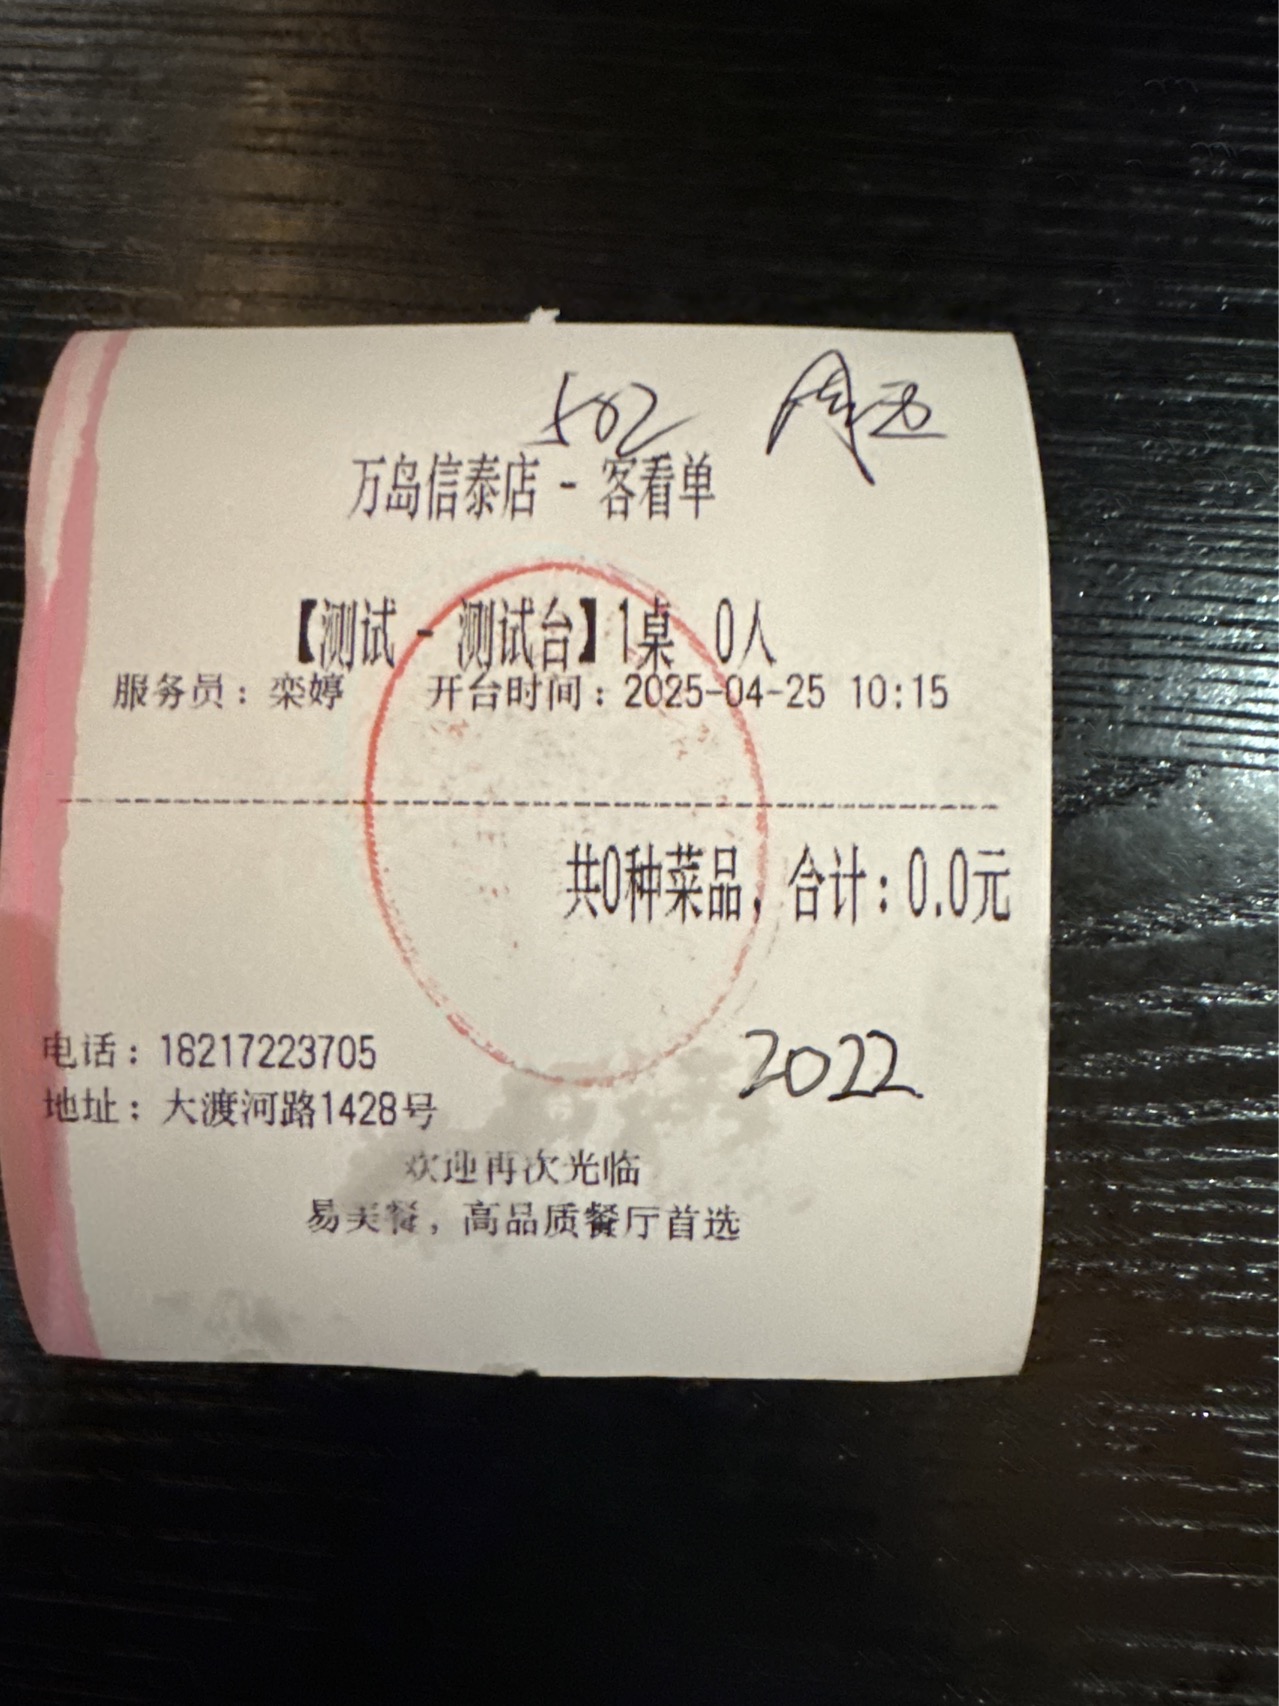 502
万岛信泰店 - 客看单
【测试 - 测试台】1桌 0人
服务员：栾婷 开台时间：2025-04-25 10:15
共0种菜品，合计：0.0元
电话：18217223705
2022
地址：大渡河路1428号
欢迎再次光临
易美餐，高品质餐厅首选